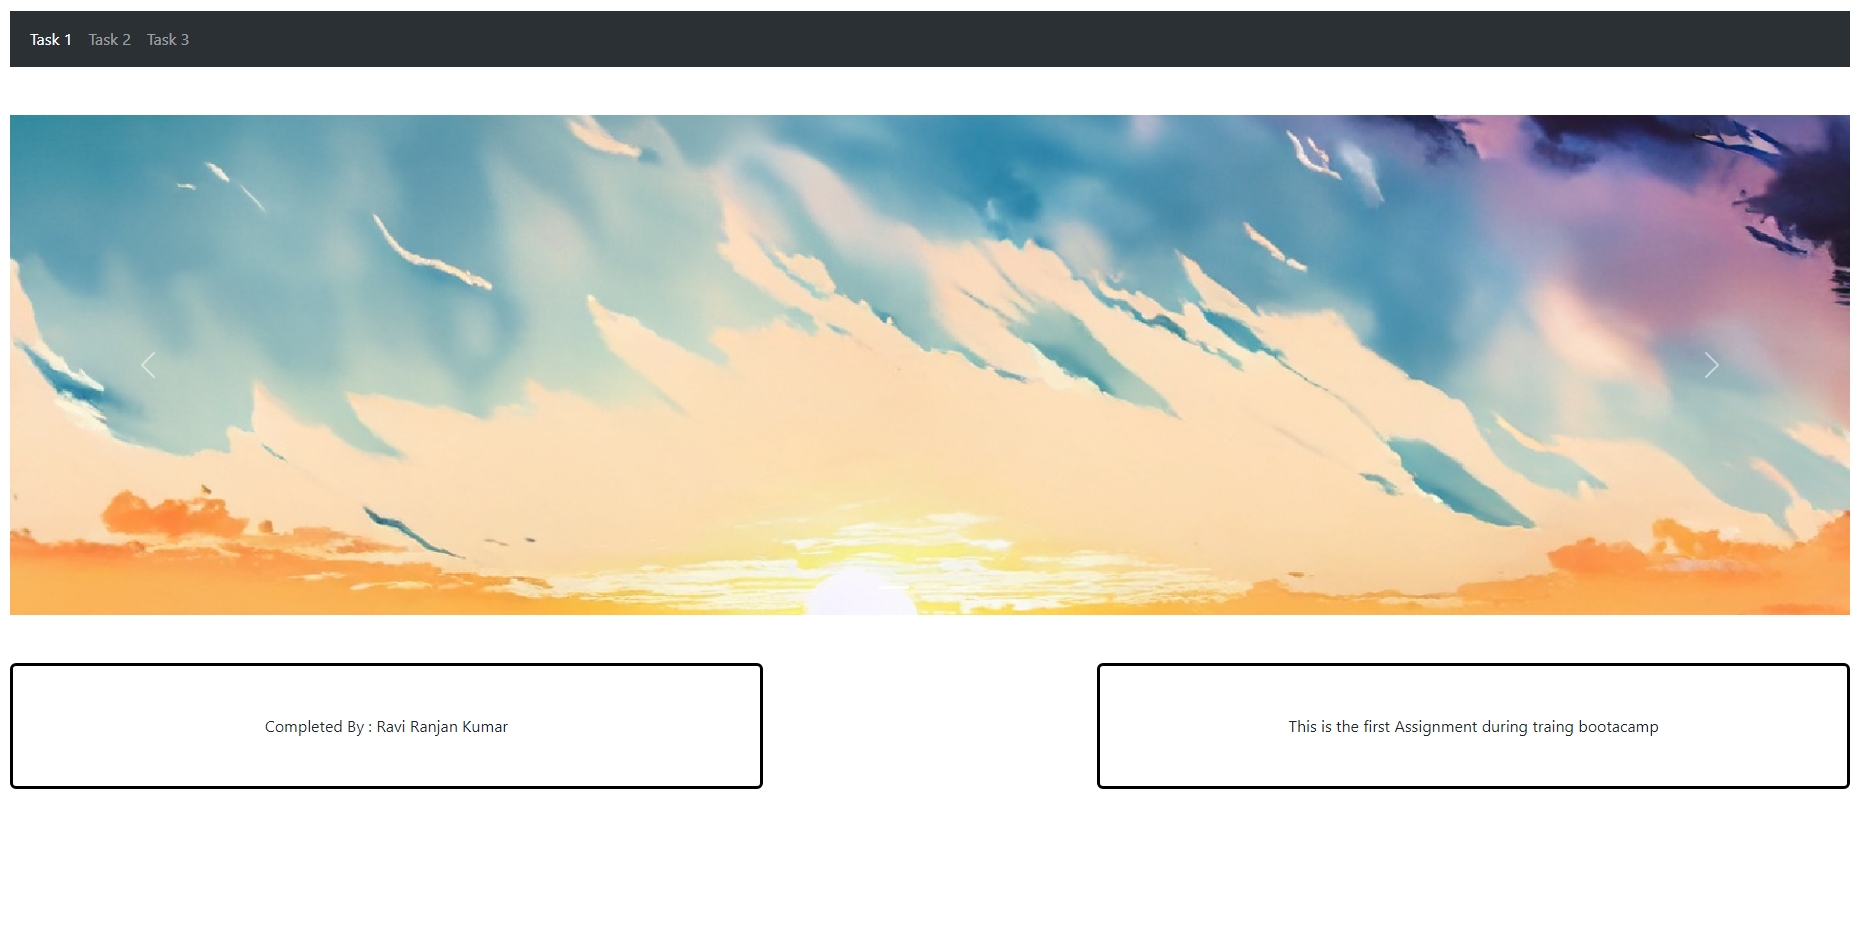 Task 1 Task 2 Task 3
Completed By : Ravi Ranjan Kumar
This is the first Assignment during traing bootacamp